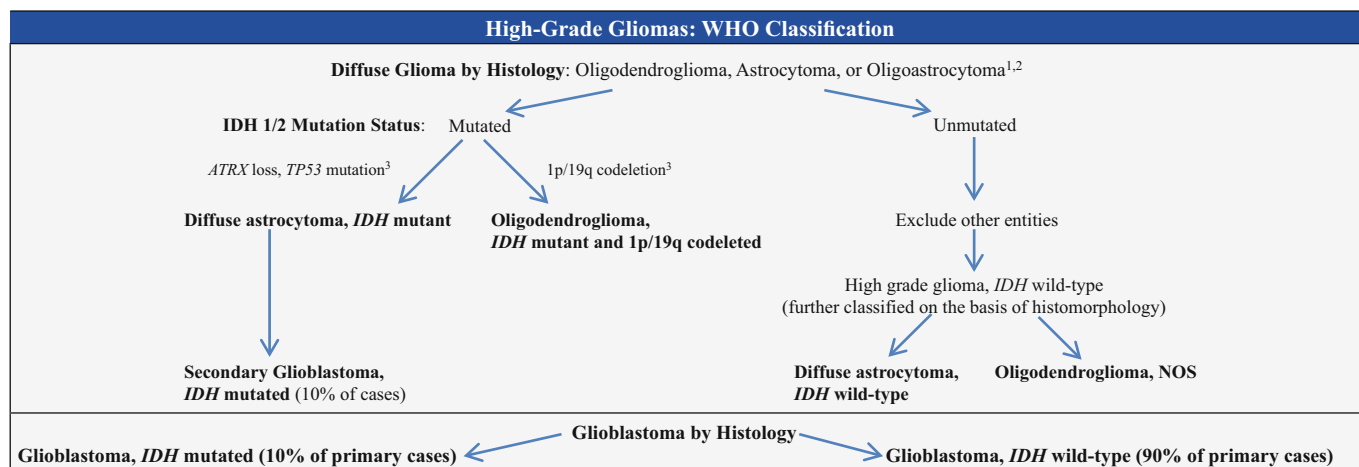 High-Grade Gliomas: WHO Classification
Diffuse Glioma by Histology: Oligodendroglioma, Astrocytoma, or Oligoastrocytoma1,2
IDH 1/2 Mutation Status: Mutated
Unmutated
ATRX loss, TP53 mutation3
1p/19q codeletion3
Diffuse astrocytoma, IDH mutant
Oligodendroglioma,
IDH mutant and 1p/19q codeleted
Exclude other entities
High grade glioma, IDH wild-type
(further classified on the basis of histomorphology)
Secondary Glioblastoma,
IDH mutated (10% of cases)
Diffuse astrocytoma,
IDH wild-type
Oligodendroglioma, NOS
Glioblastoma by Histology
Glioblastoma, IDH mutated (10% of primary cases)
Glioblastoma, IDH wild-type (90% of primary cases)